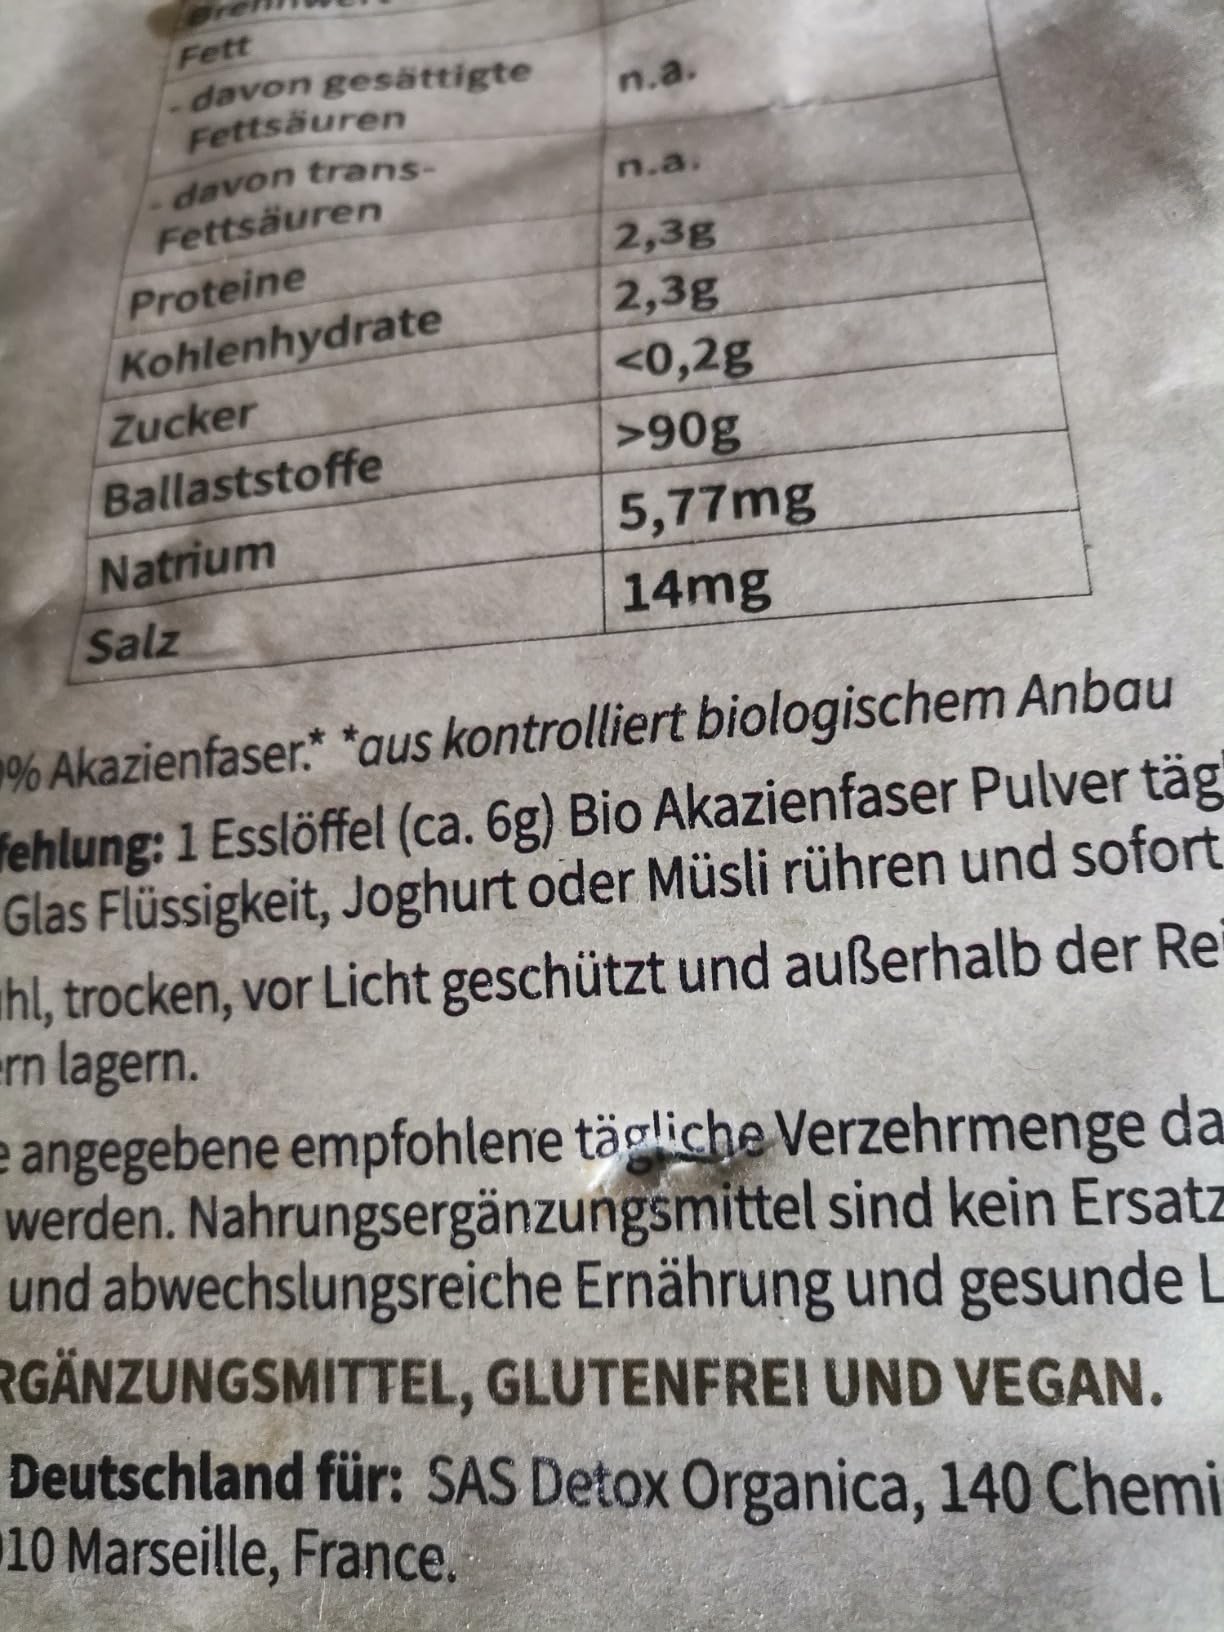 Brennwert
Fett
- davon gesättigte n.a.
Fettsäuren
- davon trans- n.a.
Fettsäuren
Proteine 2,3g
Kohlenhydrate 2,3g
Zucker <0,2g
Ballaststoffe >90g
Natrium 5,77mg
Salz 14mg
% Akazienfaser.* *aus kontrolliert biologischem Anbau
fehlung: 1 Esslöffel (ca. 6g) Bio Akazienfaser Pulver tägl
Glas Flüssigkeit, Joghurt oder Müsli rühren und sofort
hl, trocken, vor Licht geschützt und außerhalb der Rei
ern lagern.
e angegebene empfohlene tägliche Verzehrmenge da
werden. Nahrungsergänzungsmittel sind kein Ersatz
und abwechslungsreiche Ernährung und gesunde L
RGÄNZUNGSMITTEL, GLUTENFREI UND VEGAN.
Deutschland für: SAS Detox Organica, 140 Chemi
10 Marseille, France.